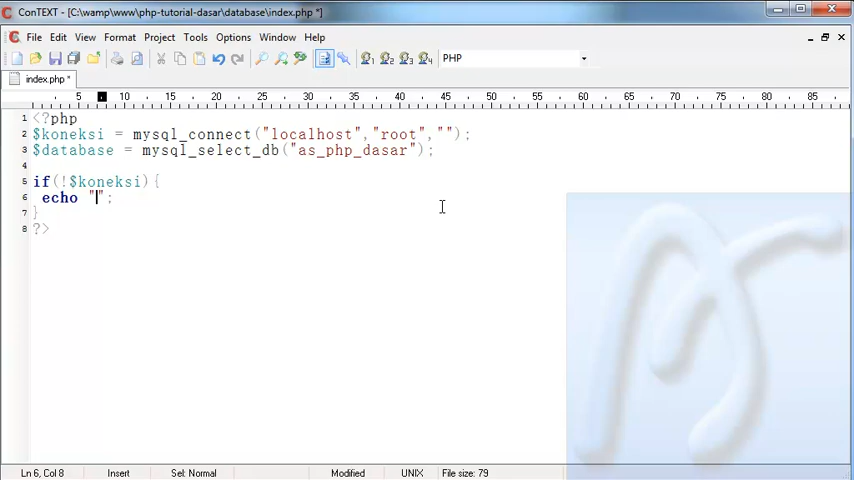 ConTEXT - [C:\wamp\www\php-tutorial-dasar\database\index.php *]
File Edit View Format Project Tools Options Window Help
PHP
index.php *
5 10 15 20 25 30 35 40 45 50 55 60 65 70 75 80 85
1 <?php
2 $koneksi = mysql_connect("localhost","root","");
3 $database = mysql_select_db("as_php_dasar");
4
5 if(!$koneksi){
6 echo "";
7 }
8 ?>
Ln 6, Col 8 Insert Sel: Normal Modified UNIX File size: 79